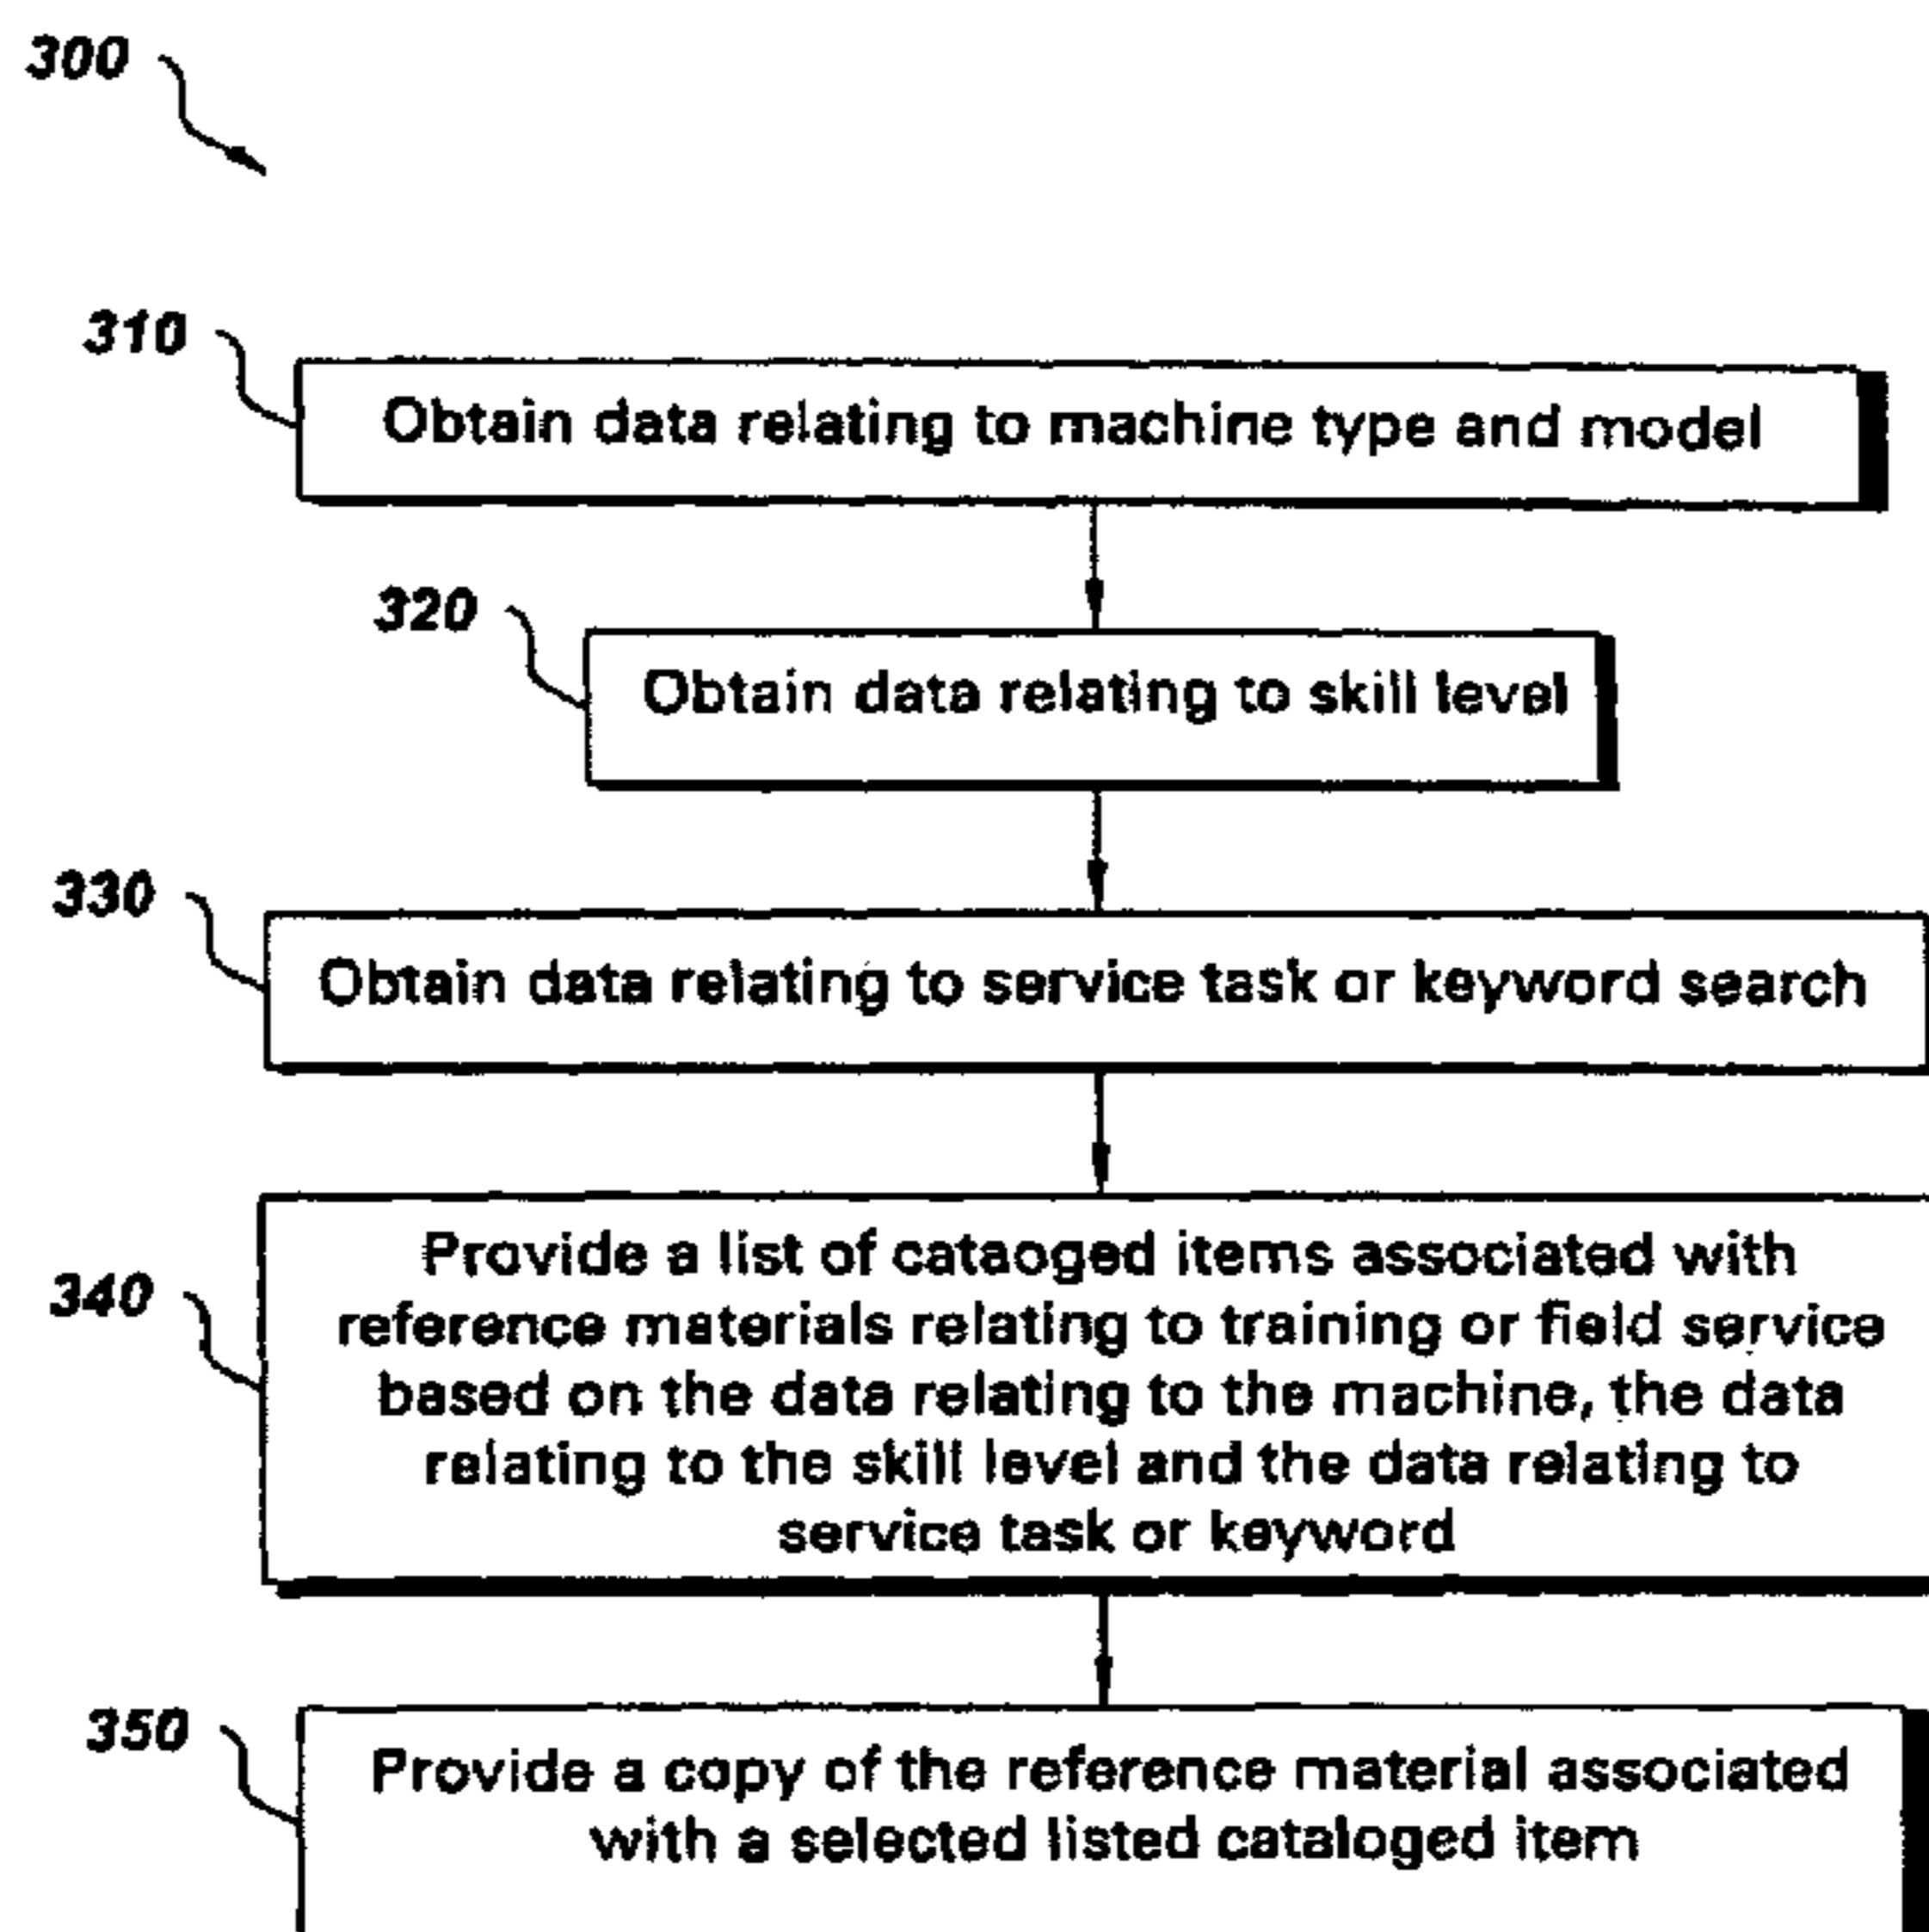 300
310
Obtain data relating to machine type and model
320
Obtain data relating to skill level
330
Obtain data relating to service task or keyword search
340
Provide a list of cataoged items associated with
reference materials relating to training or field service
based on the data relating to the machine, the data
relating to the skill level and the data relating to
service task or keyword
350
Provide a copy of the reference material associated
with a selected listed cataloged item